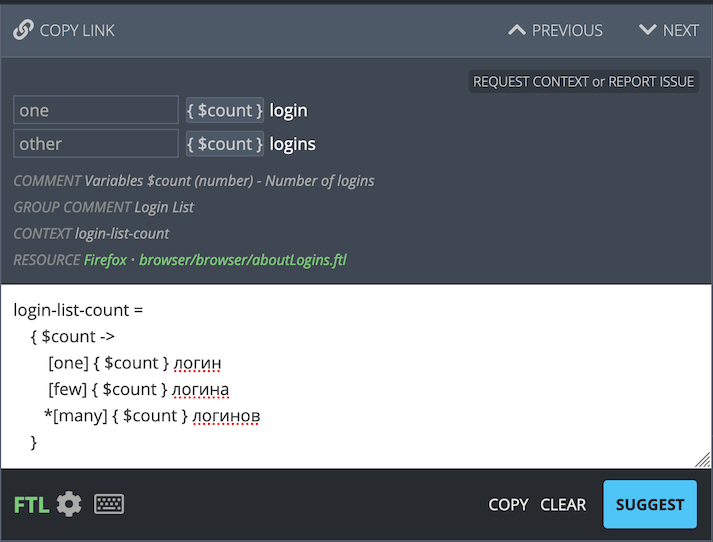 COPY LINK PREVIOUS NEXT
REQUEST CONTEXT or REPORT ISSUE
one { $count } login
other { $count } logins
COMMENT Variables $count (number) - Number of logins
GROUP COMMENT Login List
CONTEXT login-list-count
RESOURCE Firefox · browser/browser/aboutLogins.ftl
login-list-count =
{ $count ->
[one] { $count } логин
[few] { $count } логина
*[many] { $count } логинов
}
FTL COPY CLEAR SUGGEST